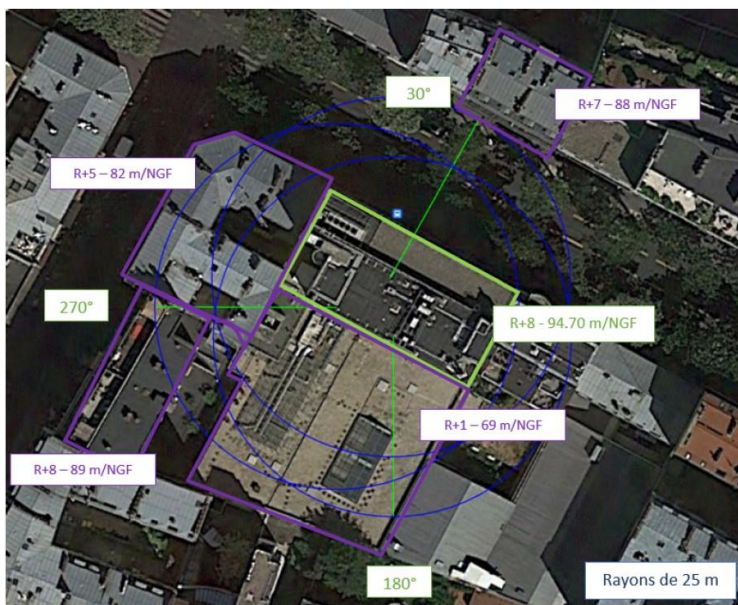 30°
R+7 – 88 m/NGF
R+5 – 82 m/NGF
270°
R+8 - 94.70 m/NGF
R+1 – 69 m/NGF
R+8 – 89 m/NGF
180°
Rayons de 25 m